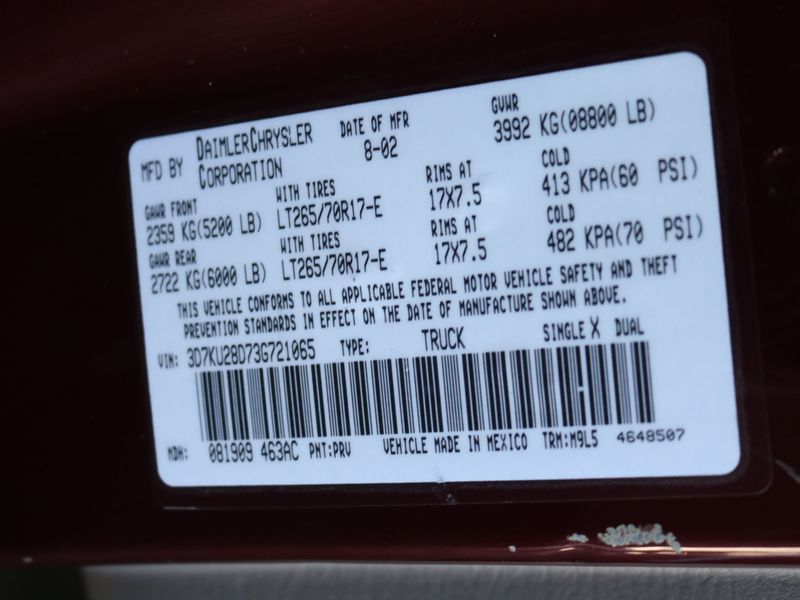 MFD BY DAIMLERCHRYSLER CORPORATION DATE OF MFR 8-02 GVWR 3992 KG(08800 LB)
GAWR FRONT WITH TIRES RIMS AT COLD
2359 KG(5200 LB) LT265/70R17-E 17X7.5 413 KPA(60 PSI)
GAWR REAR WITH TIRES RIMS AT COLD
2722 KG(6000 LB) LT265/70R17-E 17X7.5 482 KPA(70 PSI)
THIS VEHICLE CONFORMS TO ALL APPLICABLE FEDERAL MOTOR VEHICLE SAFETY AND THEFT
PREVENTION STANDARDS IN EFFECT ON THE DATE OF MANUFACTURE SHOWN ABOVE.
VIN: 3D7KU28D73G721065 TYPE: TRUCK SINGLE X DUAL
MDH: 081909 463AC PNT:PRV VEHICLE MADE IN MEXICO TRM:M9L5 4648507